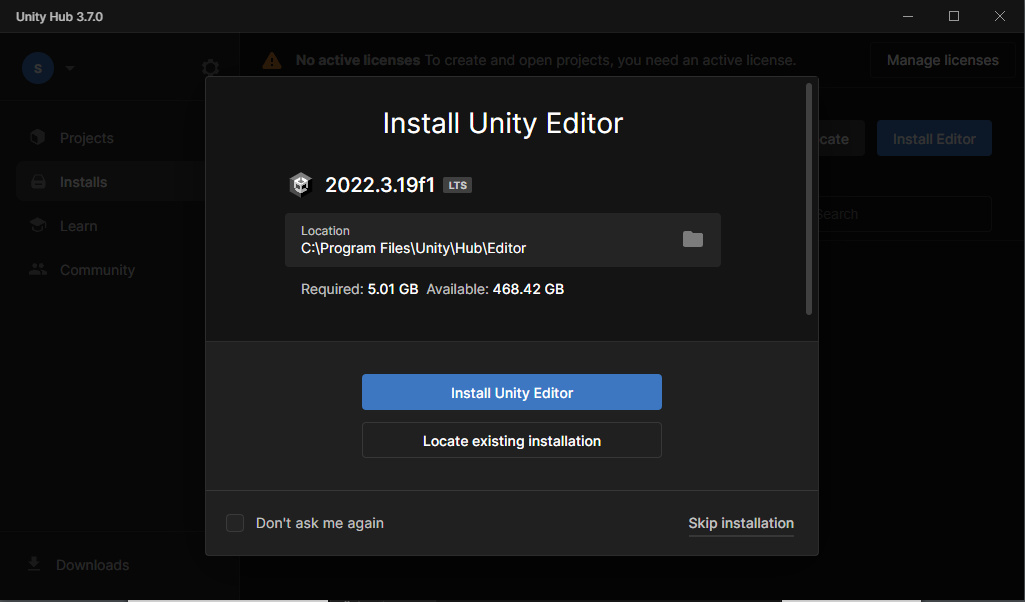 Unity Hub 3.7.0
S
No active licenses To create and open projects, you need an active license.
Manage licenses
Projects
Installs
Learn
Community
Downloads
cate
Install Editor
Search
Install Unity Editor
2022.3.19f1 LTS
Location
C:\Program Files\Unity\Hub\Editor
Required: 5.01 GB Available: 468.42 GB
Install Unity Editor
Locate existing installation
Don't ask me again
Skip installation